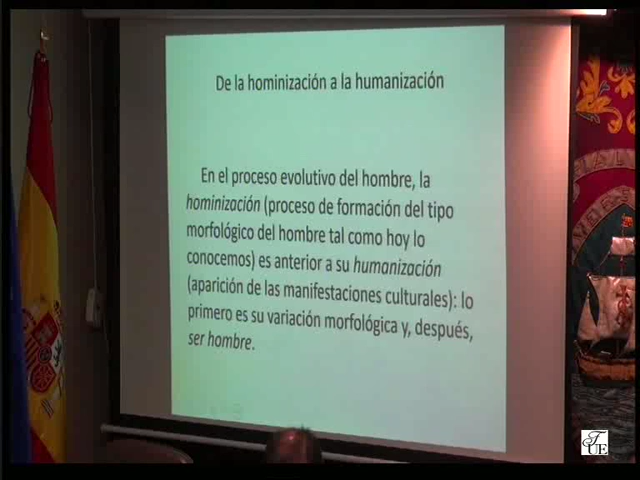 De la hominización a la humanización
En el proceso evolutivo del hombre, la
hominización (proceso de formación del tipo
morfológico del hombre tal como hoy lo
conocemos) es anterior a su humanización
(aparición de las manifestaciones culturales): lo
primero es su variación morfológica y, después,
ser hombre.
UE